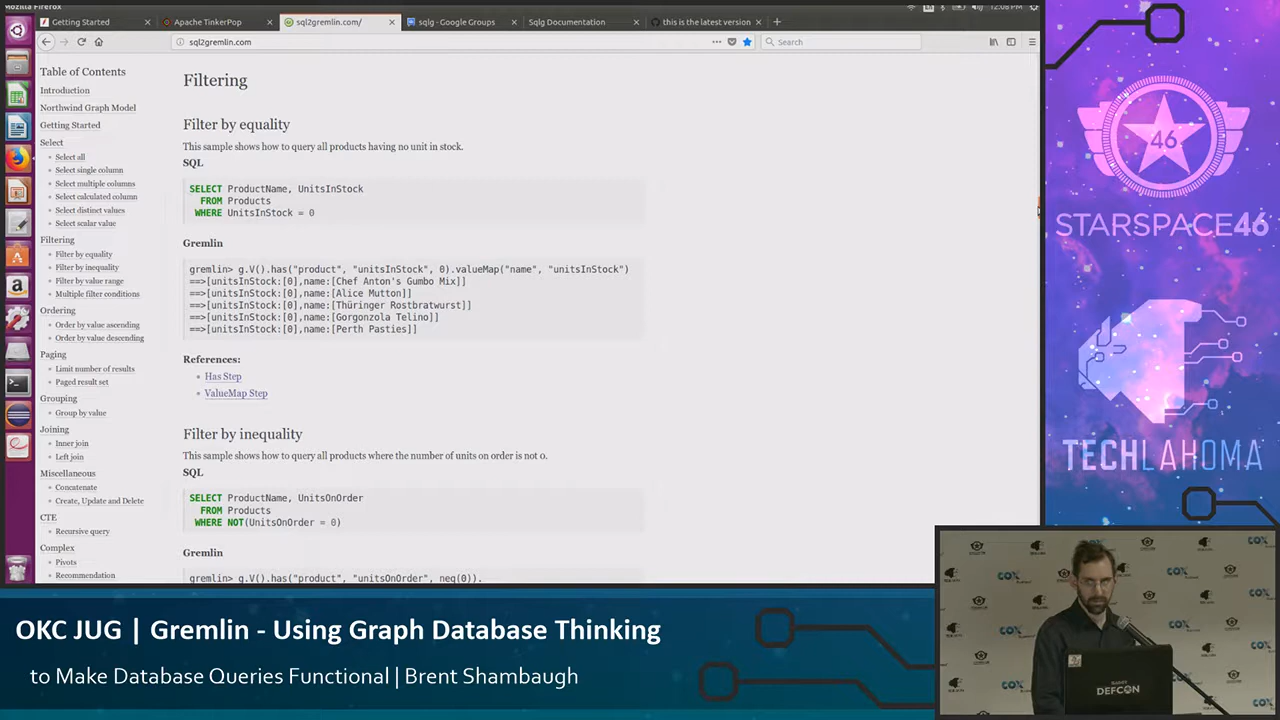 Mozilla Firefox
12:08 PM
Getting Started
Apache TinkerPop
sql2gremlin.com/
sqlg - Google Groups
Sqlg Documentation
this is the latest version
sql2gremlin.com
Search
Table of Contents
Introduction
Northwind Graph Model
Getting Started
Select
Select all
Select single column
Select multiple columns
Select calculated column
Select distinct values
Select scalar value
Filtering
Filter by equality
Filter by inequality
Filter by value range
Multiple filter conditions
Ordering
Order by value ascending
Order by value descending
Paging
Limit number of results
Paged result set
Grouping
Group by value
Joining
Inner join
Left join
Miscellaneous
Concatenate
Create, Update and Delete
CTE
Recursive query
Complex
Pivots
Recommendation
Filtering
Filter by equality
This sample shows how to query all products having no unit in stock.
SQL
SELECT ProductName, UnitsInStock
FROM Products
WHERE UnitsInStock = 0
Gremlin
gremlin> g.V().has("product", "unitsInStock", 0).valueMap("name", "unitsInStock")
==>[unitsInStock:[0],name:[Chef Anton's Gumbo Mix]]
==>[unitsInStock:[0],name:[Alice Mutton]]
==>[unitsInStock:[0],name:[Thüringer Rostbratwurst]]
==>[unitsInStock:[0],name:[Gorgonzola Telino]]
==>[unitsInStock:[0],name:[Perth Pasties]]
References:
Has Step
ValueMap Step
Filter by inequality
This sample shows how to query all products where the number of units on order is not 0.
SQL
SELECT ProductName, UnitsOnOrder
FROM Products
WHERE NOT(UnitsOnOrder = 0)
Gremlin
gremlin> g.V().has("product", "unitsOnOrder", neq(0)).
46
STARSPACE46
TECHLAHOMA
COX
DEFCON
OKC JUG | Gremlin - Using Graph Database Thinking
to Make Database Queries Functional | Brent Shambaugh